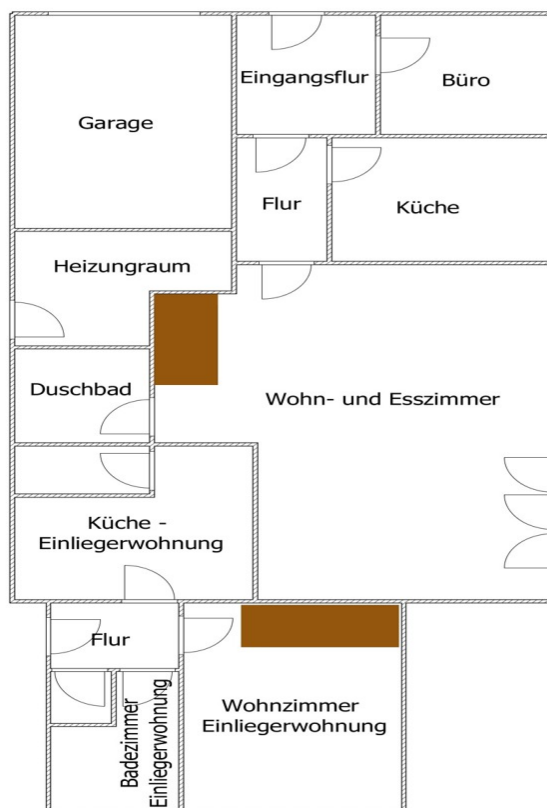 Eingangsflur
Büro
Garage
Flur
Küche
Heizungraum
Duschbad
Wohn- und Esszimmer
Küche -
Einliegerwohnung
Flur
Wohnzimmer
Einliegerwohnung
Badezimmer
Einliegerwohnung